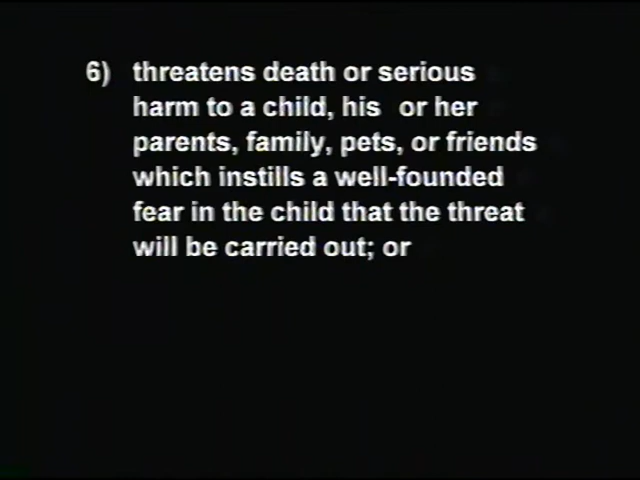 6) threatens death or serious
harm to a child, his or her
parents, family, pets, or friends
which instills a well-founded
fear in the child that the threat
will be carried out; or